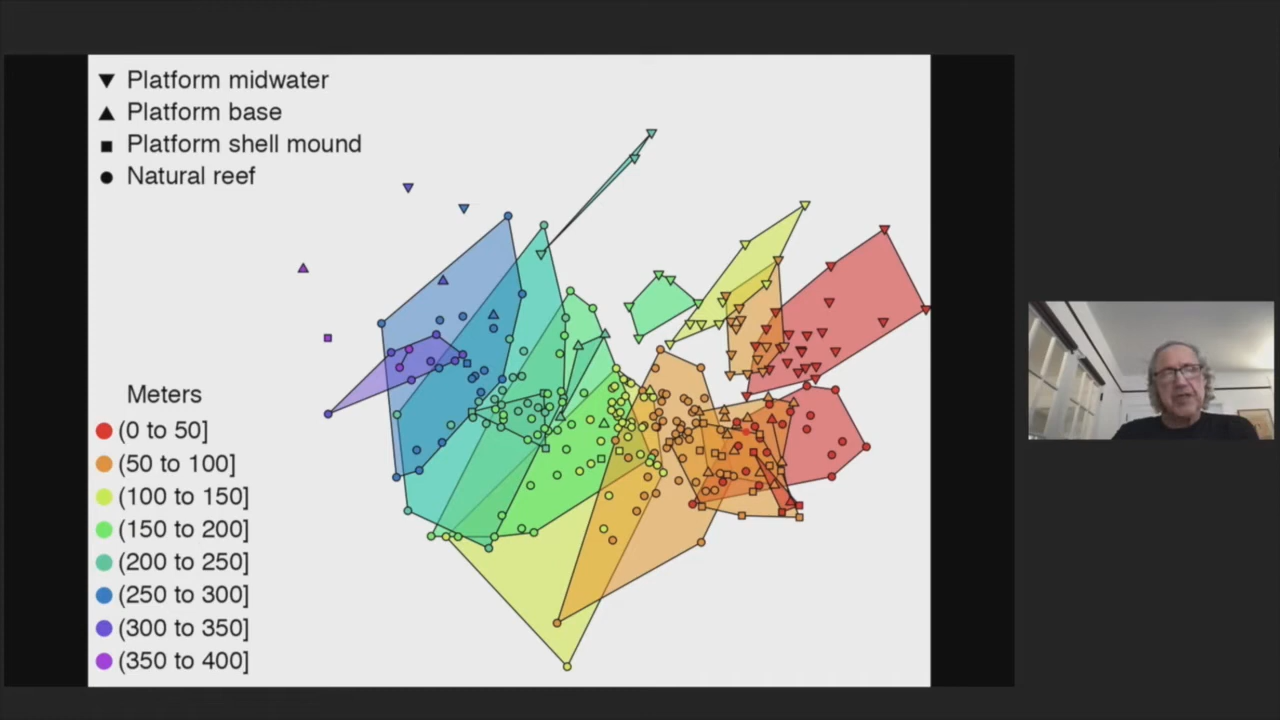 Platform midwater
Platform base
Platform shell mound
Natural reef
Meters
(0 to 50]
(50 to 100]
(100 to 150]
(150 to 200]
(200 to 250]
(250 to 300]
(300 to 350]
(350 to 400]